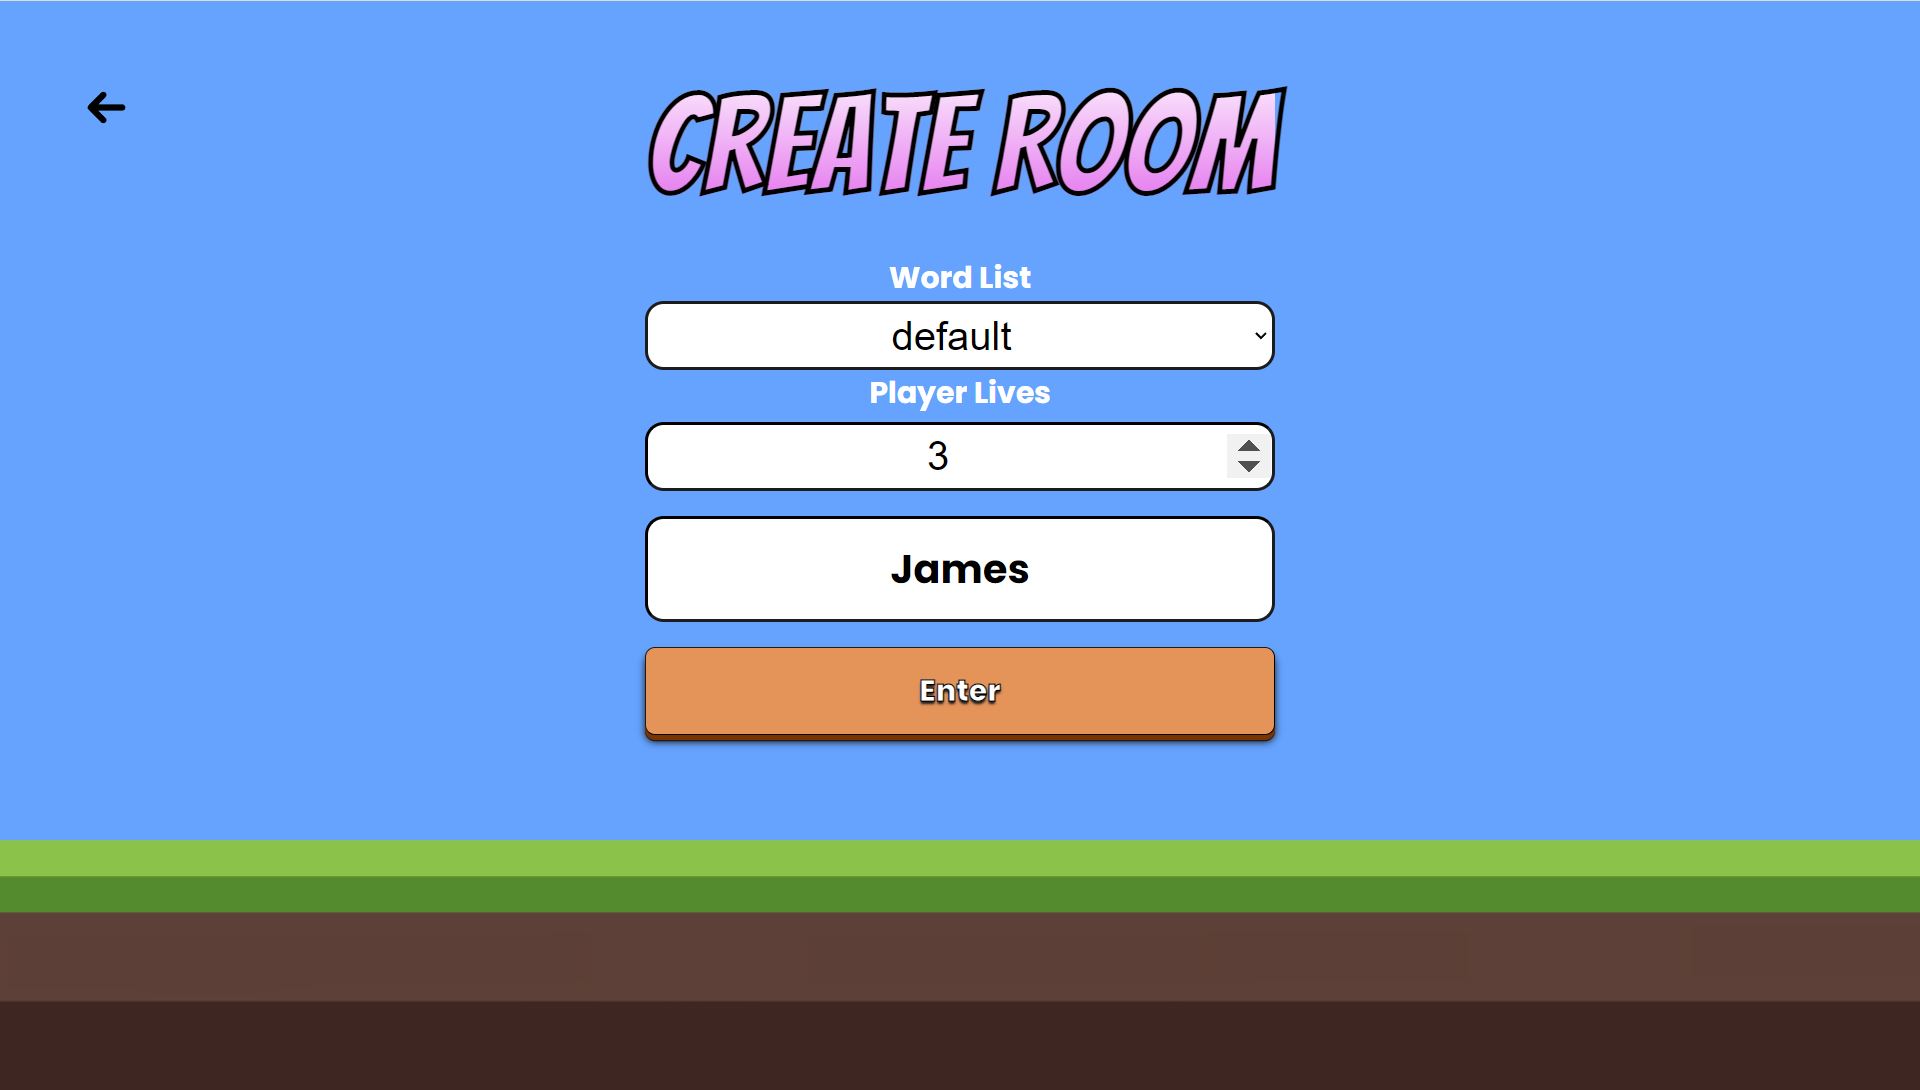 CREATE ROOM
Word List
default
Player Lives
3
James
Enter